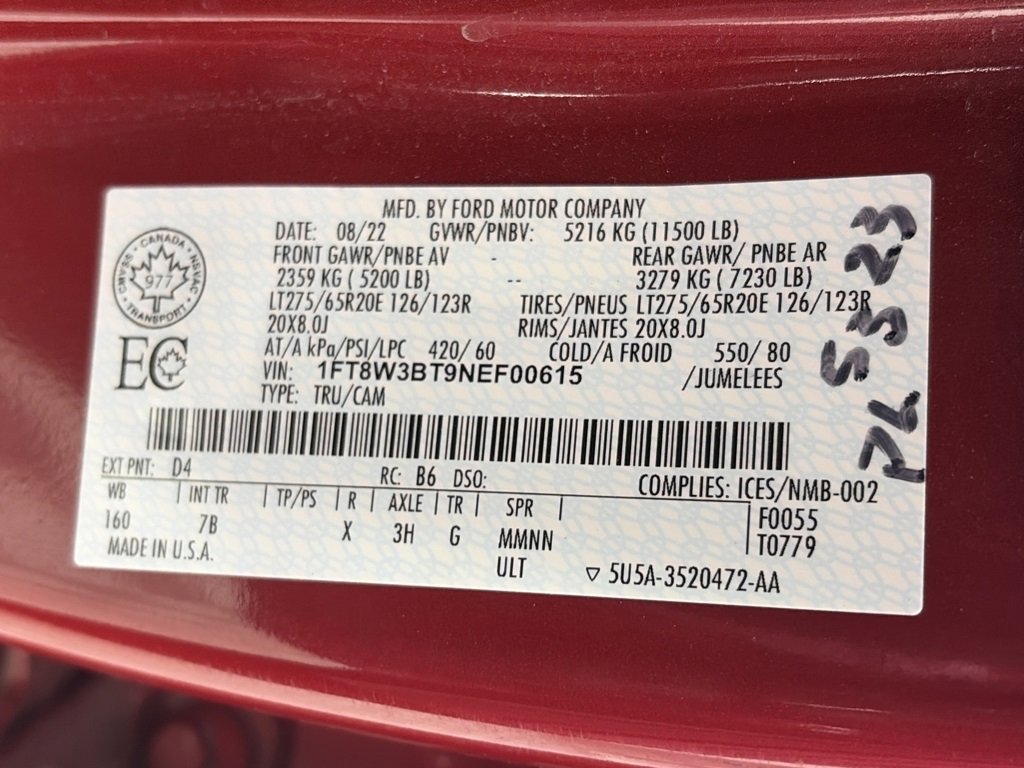 MFD. BY FORD MOTOR COMPANY
DATE: 08/22 GVWR/PNBV: 5216 KG (11500 LB)
FRONT GAWR/PNBE AV - REAR GAWR/ PNBE AR
2359 KG ( 5200 LB) -- 3279 KG ( 7230 LB)
LT275/65R20E 126/123R TIRES/PNEUS LT275/65R20E 126/123R
20X8.0J RIMS/JANTES 20X8.0J
AT/A kPa/PSI/LPC 420/ 60 COLD/A FROID 550/ 80
VIN: 1FT8W3BT9NEF00615 /JUMELEES
TYPE: TRU/CAM
CANADA
NSVAC
TRANSPORT
CMVSS
977
EC
EXT PNT: D4 RC: B6 DSO: COMPLIES: ICES/NMB-002
WB | INT TR | TP/PS | R | AXLE | TR | SPR | F0055
160 7B X 3H G MMNN T0779
MADE IN U.S.A. ULT ▽ 5U5A-3520472-AA
PL 5323